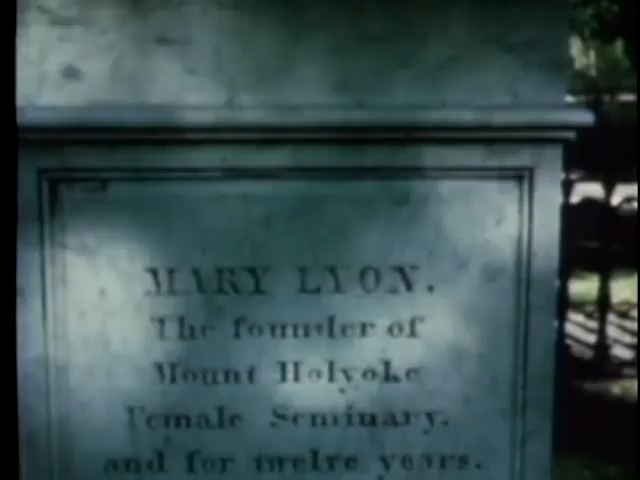 MARY LYON.
The founder of
Mount Holyoke
Female Seminary.
and for twelve years.